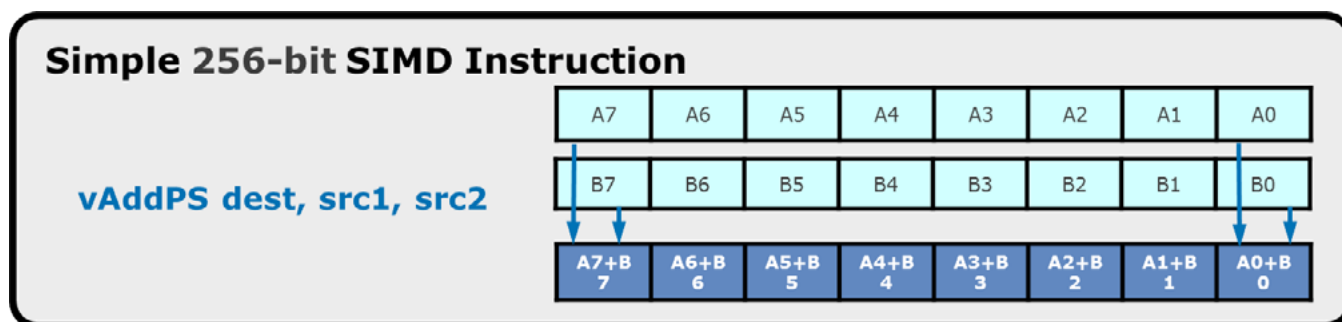 Simple 256-bit SIMD Instruction
A7 A6 A5 A4 A3 A2 A1 A0
vAddPS dest, src1, src2
B7 B6 B5 B4 B3 B2 B1 B0
A7+B A6+B A5+B A4+B A3+B A2+B A1+B A0+B
7 6 5 4 3 2 1 0